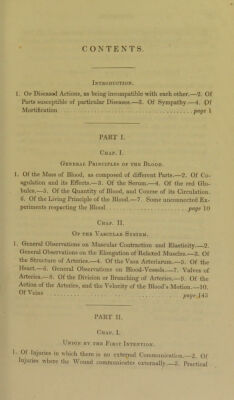 CONTENTS.
INTRODUCTION.
1. Of Diseased Actions, as being incompatible with each other.—2. Of
Parts susceptible of particular Diseases.—3. Of Sympathy.—4. Of
Mortification page 1
PART I.
CHAP. I.
GENERAL PRINCIPLES OF THE BLOOD.
1. Of the Mass of Blood, as composed of different Parts.—2. Of Co-
agulation and its Effects.—3. Of the Serum.—4. Of the red Glo-
bules.—5. Of the Quantity of Blood, and Course of its Circulation.
6. Of the Living Principle of the Blood.—7. Some unconnected Ex-
periments respecting the Blood page 10
CHAP. II.
OF THE VASCULAR SYSTEM.
1. General Observations on Muscular Contraction and Elasticity.—2.
General Observations on the Elongation of Relaxed Muscles.—3. Of
the Structure of Arteries.—4. Of the Vasa Arteriarum.—5. Of the
Heart.—6. General Observations on Blood-Vessels.—7. Valves of
Arteries.—8. Of the Division or Branching of Arteries.—9. Of the
Action of the Arteries, and the Velocity of the Blood's Motion.—10.
Of Veins page 145
PART II.
CHAP. I.
UNION BY THE FIRST INTENTION.
1. Of Injuries in which there is no external Communication.—2. Of
Injuries where the Wound communicates externally.—3. Practical